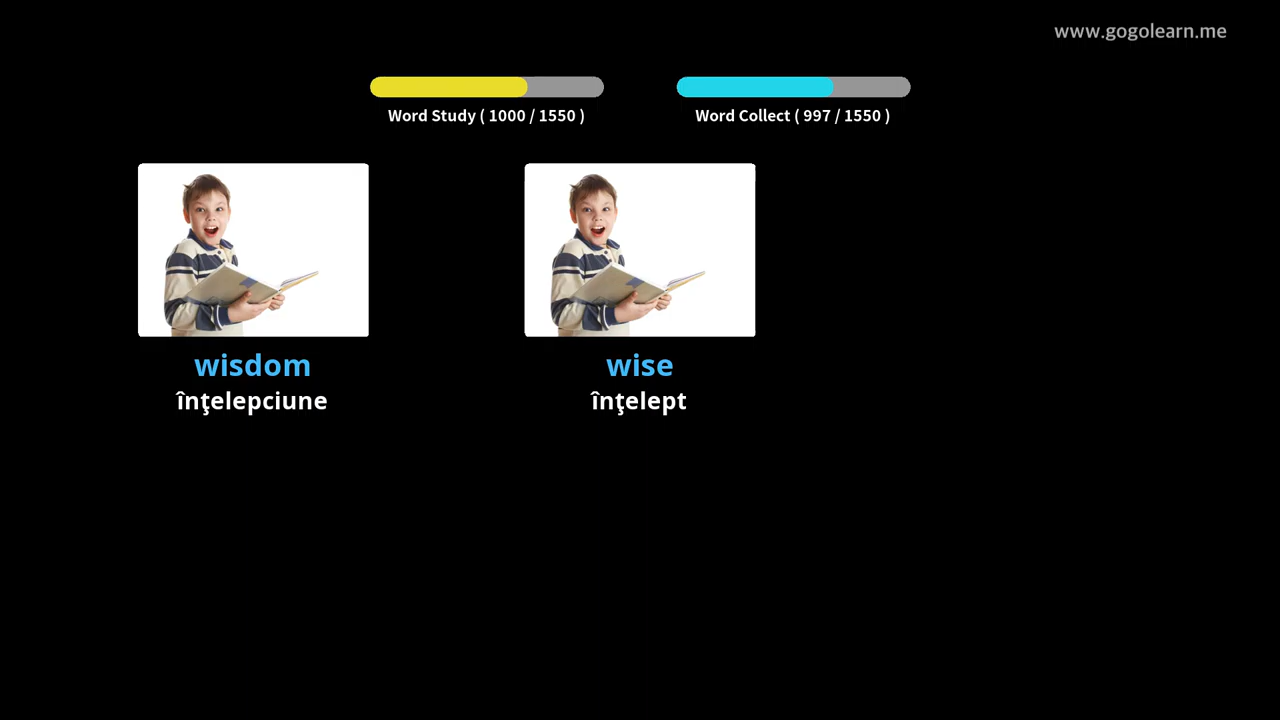 www.gogolearn.me
Word Study ( 1000 / 1550 )
Word Collect ( 997 / 1550 )
wisdom
înţelepciune
wise
înţelept